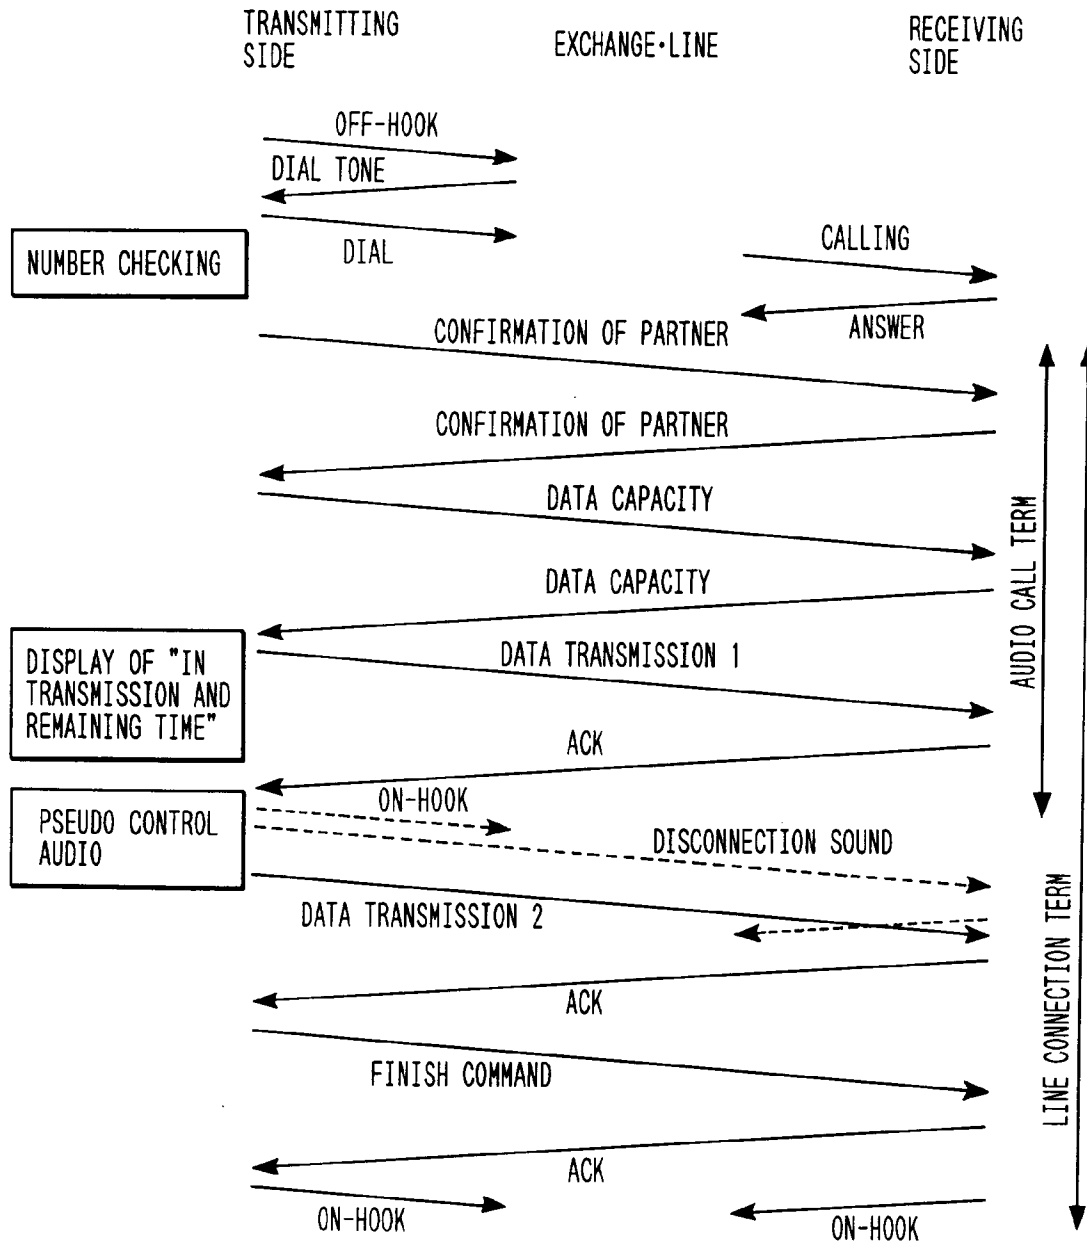 TRANSMITTING
SIDE
EXCHANGE·LINE
RECEIVING
SIDE
OFF-HOOK
DIAL TONE
DIAL
CALLING
NUMBER CHECKING
ANSWER
CONFIRMATION OF PARTNER
CONFIRMATION OF PARTNER
DATA CAPACITY
DATA CAPACITY
AUDIO CALL TERM
DISPLAY OF "IN
TRANSMISSION AND
REMAINING TIME"
DATA TRANSMISSION 1
ACK
ON-HOOK
PSEUDO CONTROL
AUDIO
DISCONNECTION SOUND
DATA TRANSMISSION 2
LINE CONNECTION TERM
ACK
FINISH COMMAND
ACK
ON-HOOK
ON-HOOK